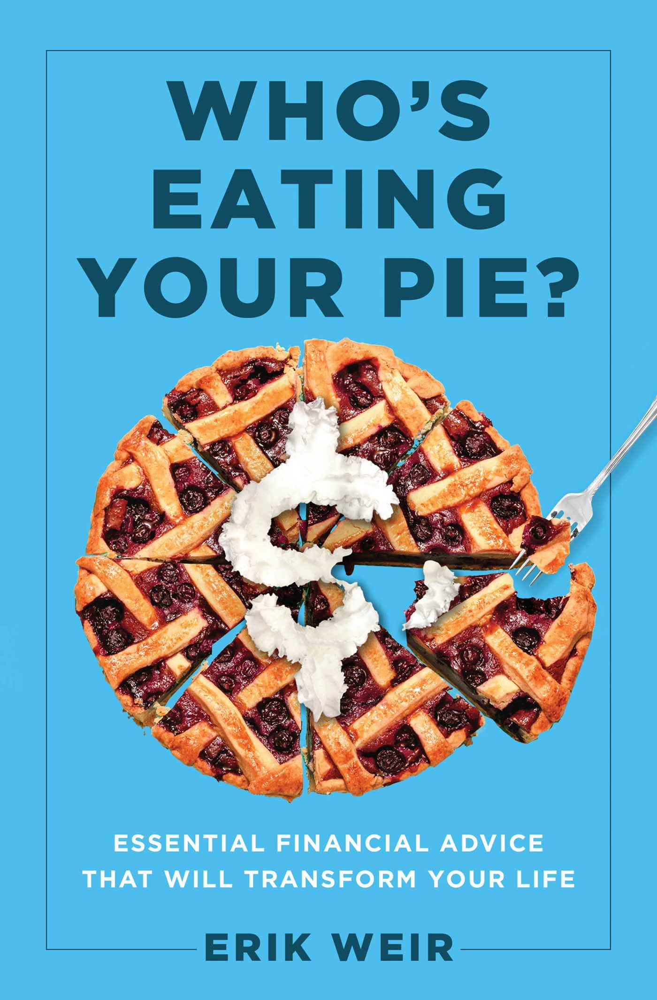 WHO’S
EATING
YOUR PIE?
ESSENTIAL FINANCIAL ADVICE
THAT WILL TRANSFORM YOUR LIFE
ERIK WEIR